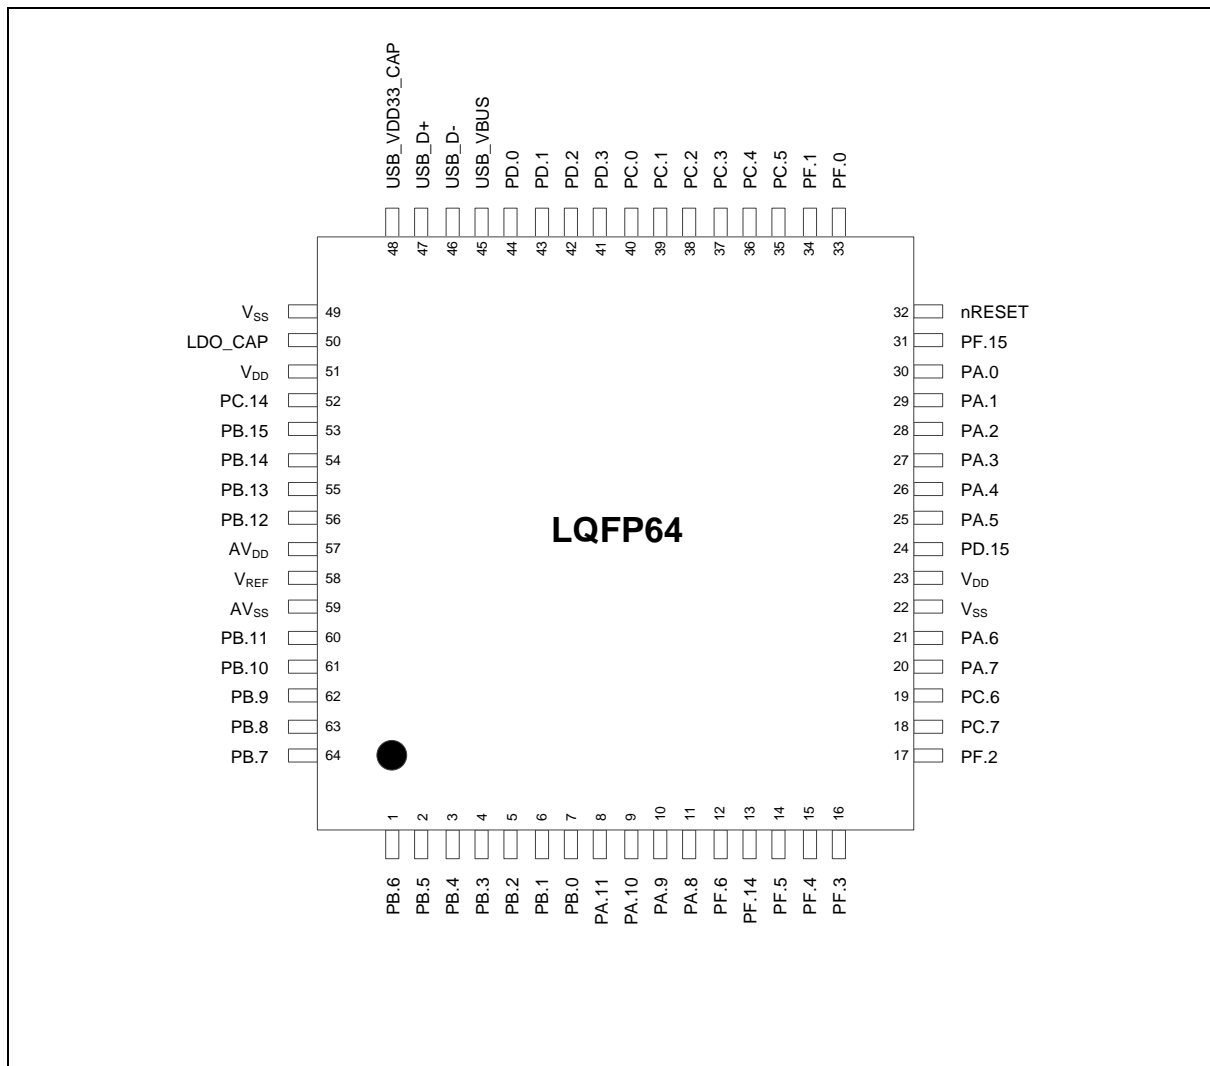 USB_VDD33_CAP
USB_D+
USB_D-
USB_VBUS
PD.0
PD.1
PD.2
PD.3
PC.0
PC.1
PC.2
PC.3
PC.4
PC.5
PF.1
PF.0
48
47
46
45
44
43
42
41
40
39
38
37
36
35
34
33
VSS 49
LDO_CAP 50
VDD 51
PC.14 52
PB.15 53
PB.14 54
PB.13 55
PB.12 56
AVDD 57
VREF 58
AVSS 59
PB.11 60
PB.10 61
PB.9 62
PB.8 63
PB.7 64
LQFP64
32 nRESET
31 PF.15
30 PA.0
29 PA.1
28 PA.2
27 PA.3
26 PA.4
25 PA.5
24 PD.15
23 VDD
22 VSS
21 PA.6
20 PA.7
19 PC.6
18 PC.7
17 PF.2
1
2
3
4
5
6
7
8
9
10
11
12
13
14
15
16
PB.6
PB.5
PB.4
PB.3
PB.2
PB.1
PB.0
PA.11
PA.10
PA.9
PA.8
PF.6
PF.14
PF.5
PF.4
PF.3